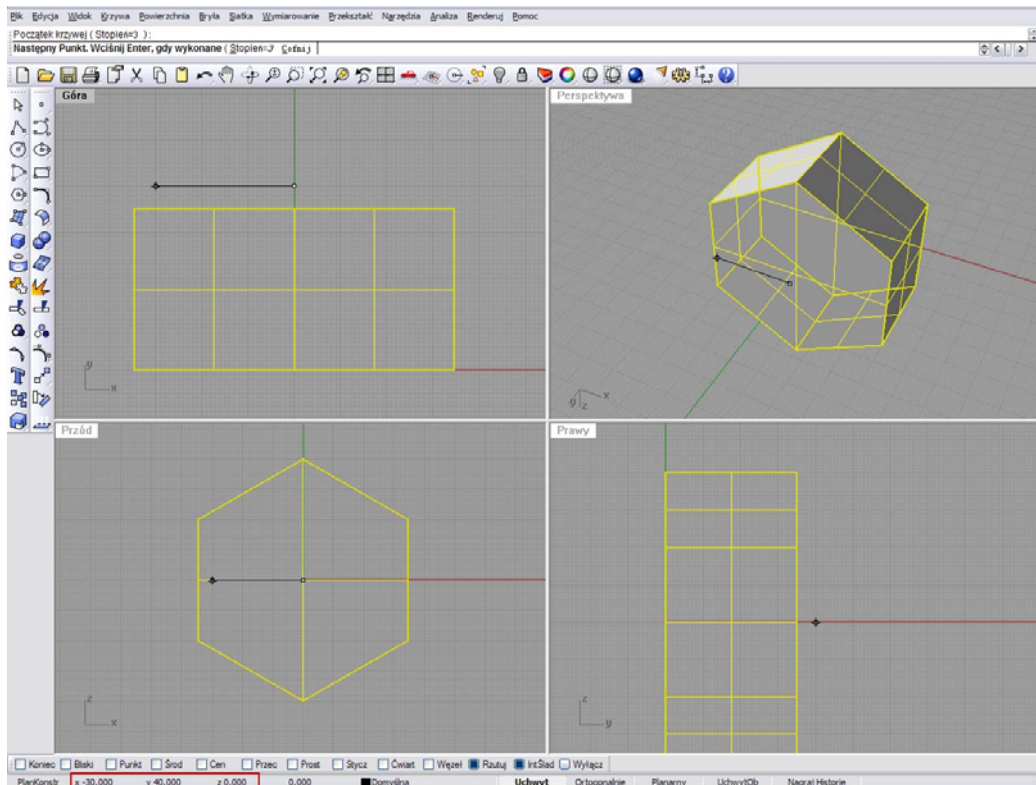 Plik Edycja Widok Krzywa Powierzchnia Bryła Siatka Wymiarowanie Przekształć Narzędzia Analiza Renderuj Pomoc
Początek krzywej ( Stopień=3 ):
Następny Punkt. Wciśnij Enter, gdy wykonane ( Stopień=3 Cofnij )
Góra
Perspektywa
y
x
x
y
z
Przód
Prawy
z
x
z
y
Koniec Bliski Punkt Środ Cen Przec Prost Stycz Ćwiart Węzeł Rzutuj IntŚlad Wyłącz
PlanKonstr x -30.000 y 40.000 z 0.000 0.000 Domyślna Uchwyt Ortogonalnie Planarny UchwytOb Nagraj Historie